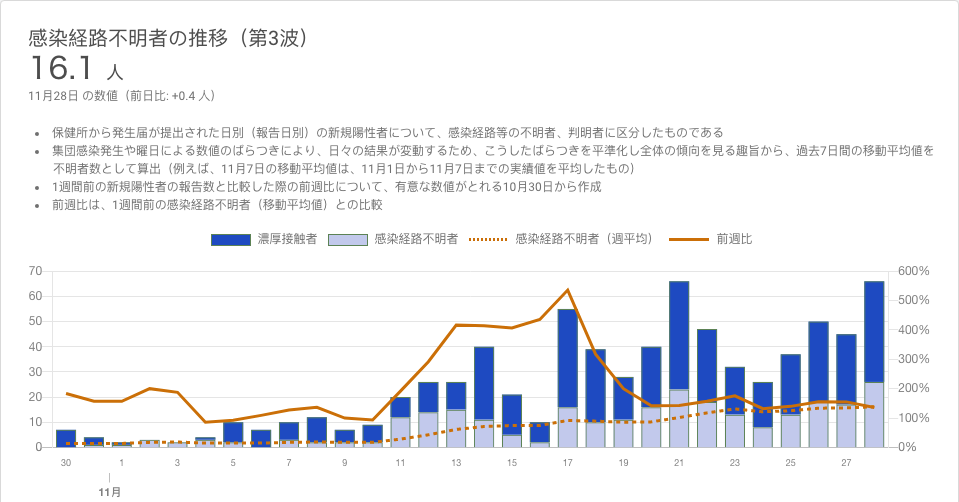 感染経路不明者の推移（第3波）
16.1 人
11月28日 の数値（前日比: +0.4 人）
• 保健所から発生届が提出された日別（報告日別）の新規陽性者について、感染経路等の不明者、判明者に区分したものである
• 集団感染発生や曜日による数値のばらつきにより、日々の結果が変動するため、こうしたばらつきを平準化し全体の傾向を見る趣旨から、過去7日間の移動平均値を
不明者数として算出（例えば、11月7日の移動平均値は、11月1日から11月7日までの実績値を平均したもの）
• 1週間前の新規陽性者の報告数と比較した際の前週比について、有意な数値がとれる10月30日から作成
• 前週比は、1週間前の感染経路不明者（移動平均値）との比較
濃厚接触者 感染経路不明者 感染経路不明者（週平均） 前週比
70 600%
60 500%
50 400%
40 300%
30 200%
20 100%
10 0%
0
30 1 3 5 7 9 11 13 15 17 19 21 23 25 27
11月